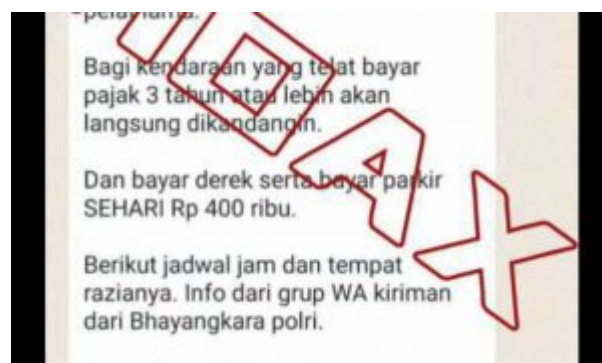 Bagi kendaraan yang telat bayar
pajak 3 tahun atau lebih akan
langsung dikandangin.
Dan bayar derek serta bayar parkir
SEHARI Rp 400 ribu.
Berikut jadwal jam dan tempat
razianya. Info dari grup WA kiriman
dari Bhayangkara polri.
HOAX